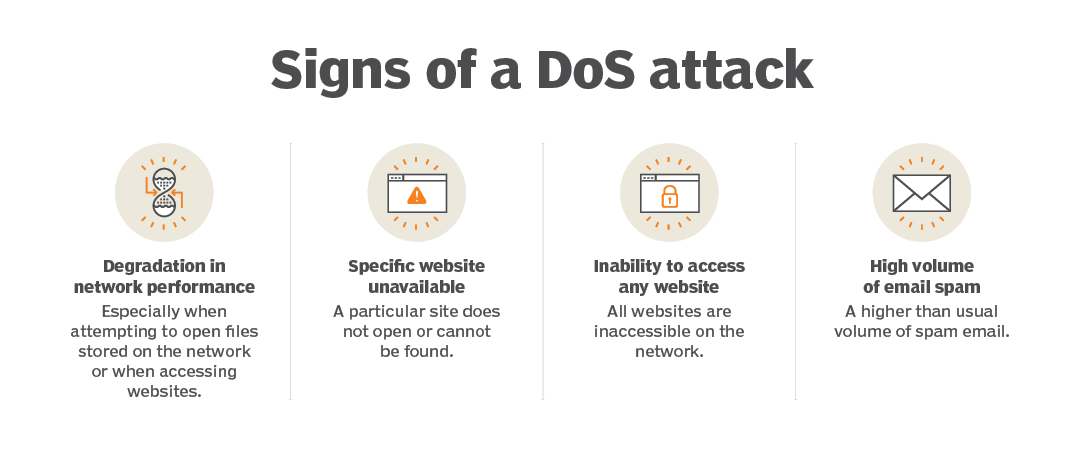 Signs of a DoS attack
Degradation in
network performance
Especially when
attempting to open files
stored on the network
or when accessing
websites.
Specific website
unavailable
A particular site does
not open or cannot
be found.
Inability to access
any website
All websites are
inaccessible on the
network.
High volume
of email spam
A higher than usual
volume of spam email.